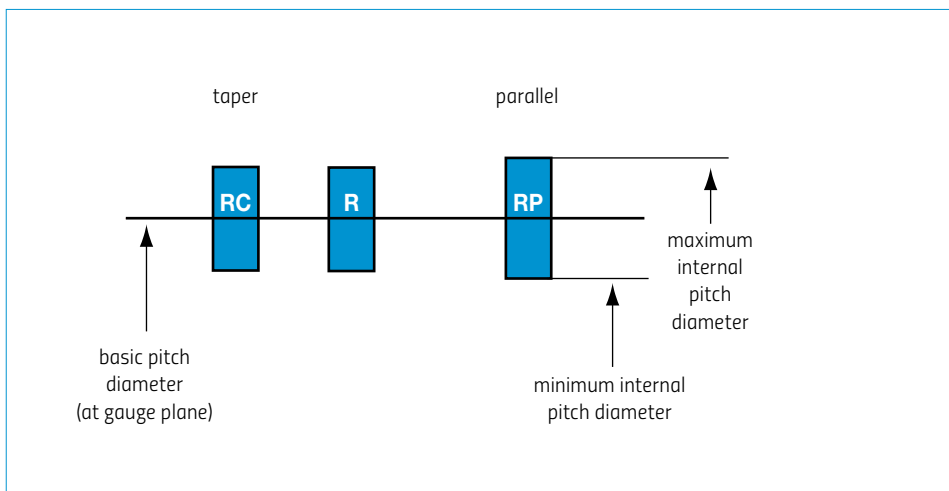 taper
parallel
RC
R
RP
maximum
internal
pitch
diameter
basic pitch
diameter
(at gauge plane)
minimum internal
pitch diameter